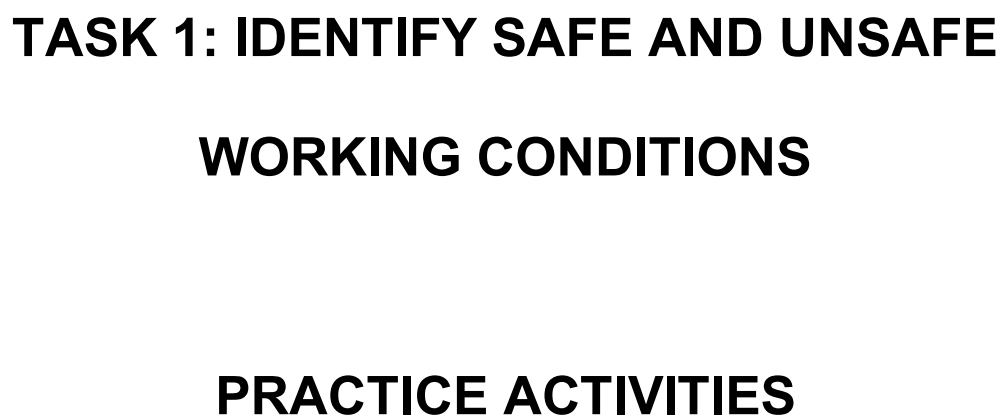 TASK 1: IDENTIFY SAFE AND UNSAFE
WORKING CONDITIONS
PRACTICE ACTIVITIES